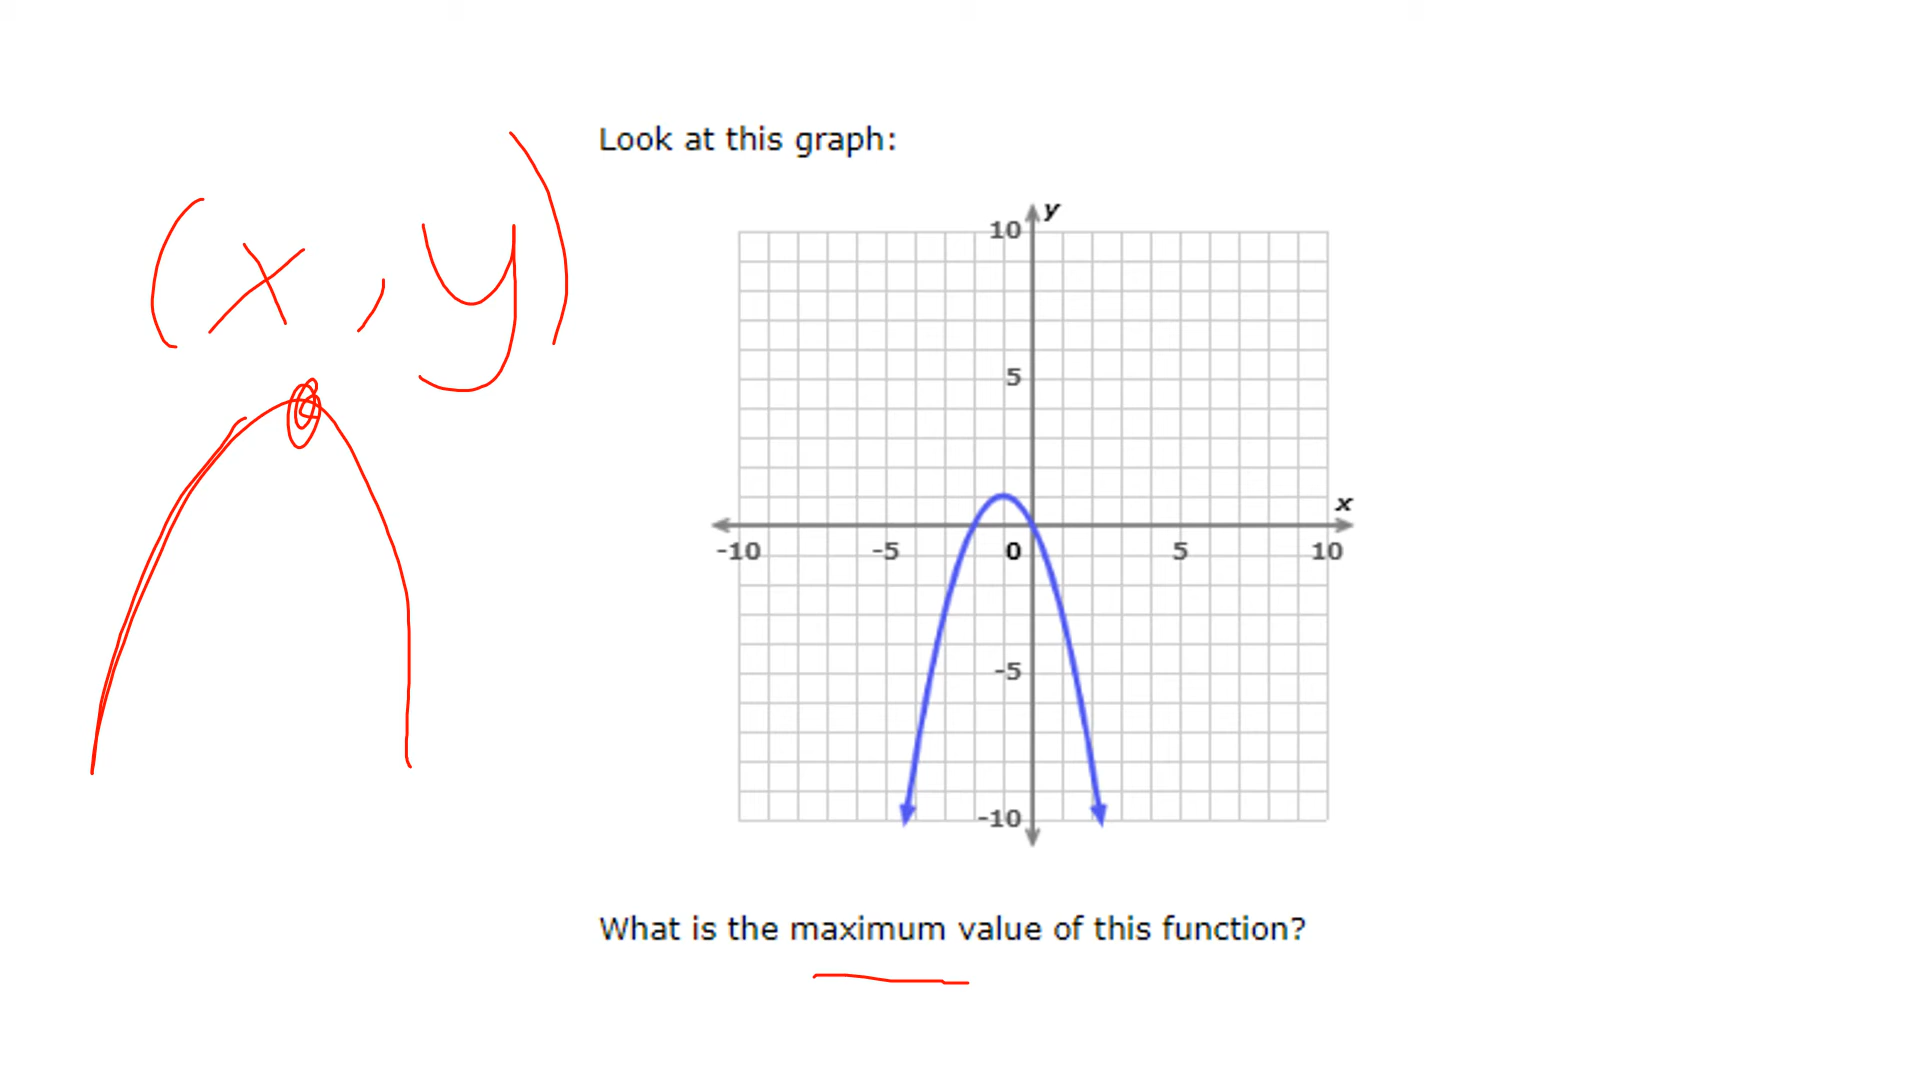 Look at this graph:
(x, y)
y
10
5
x
-10 -5 0 5 10
-5
-10
What is the maximum value of this function?